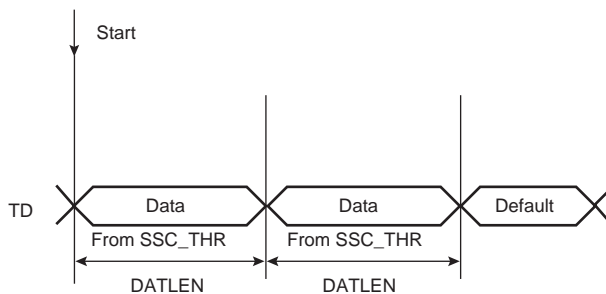 Start
TD
Data
Data
Default
From SSC_THR
From SSC_THR
DATLEN
DATLEN